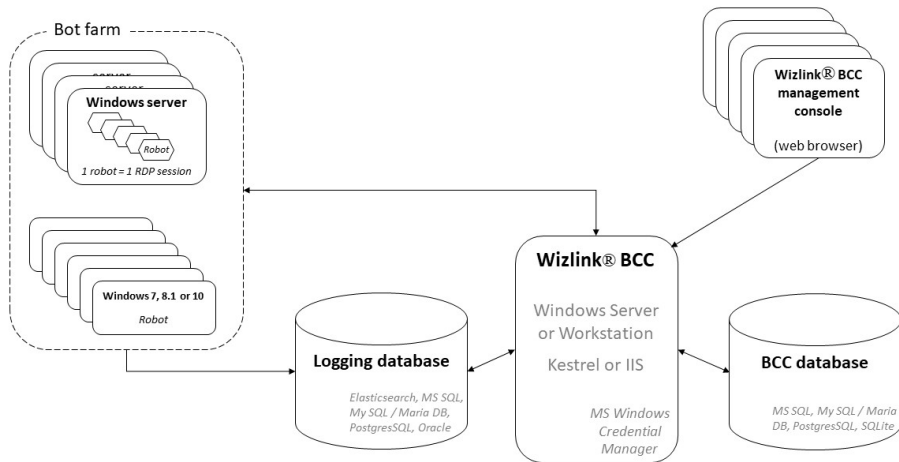 Bot farm
Windows server
Robot
1 robot = 1 RDP session
Windows 7, 8.1 or 10
Robot
Wizlink® BCC
management
console
(web browser)
Wizlink® BCC
Windows Server
or Workstation
Kestrel or IIS
MS Windows
Credential
Manager
Logging database
Elasticsearch, MS SQL,
My SQL / Maria DB,
PostgresSQL, Oracle
BCC database
MS SQL, My SQL / Maria
DB, PostgresSQL, SQLite